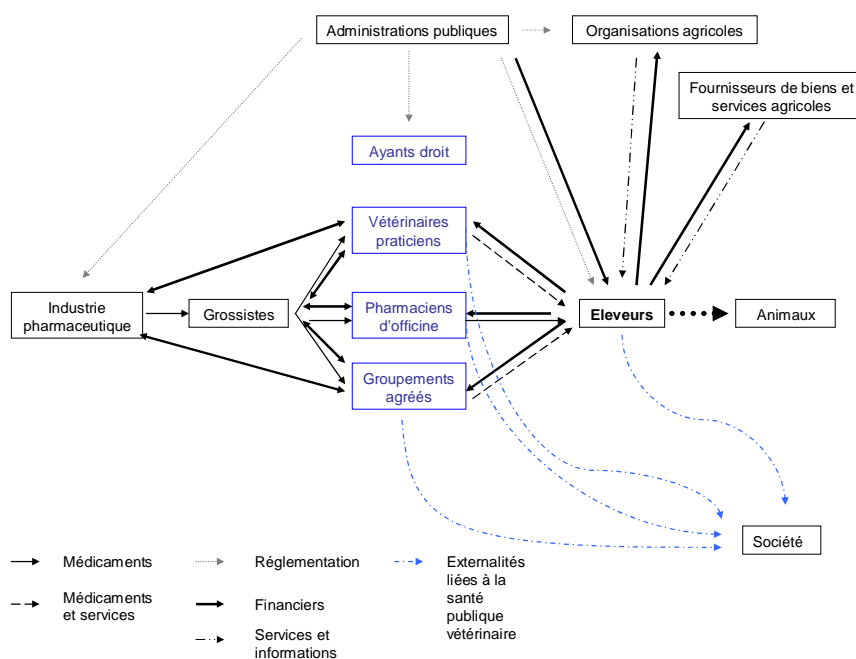 Administrations publiques
Organisations agricoles
Fournisseurs de biens et
services agricoles
Ayants droit
Vétérinaires
praticiens
Industrie
pharmaceutique
Grossistes
Pharmaciens
d'officine
Eleveurs
Animaux
Groupements
agréés
Société
Médicaments
Médicaments
et services
Réglementation
Financiers
Services et
informations
Externalités
liées à la
santé
publique
vétérinaire